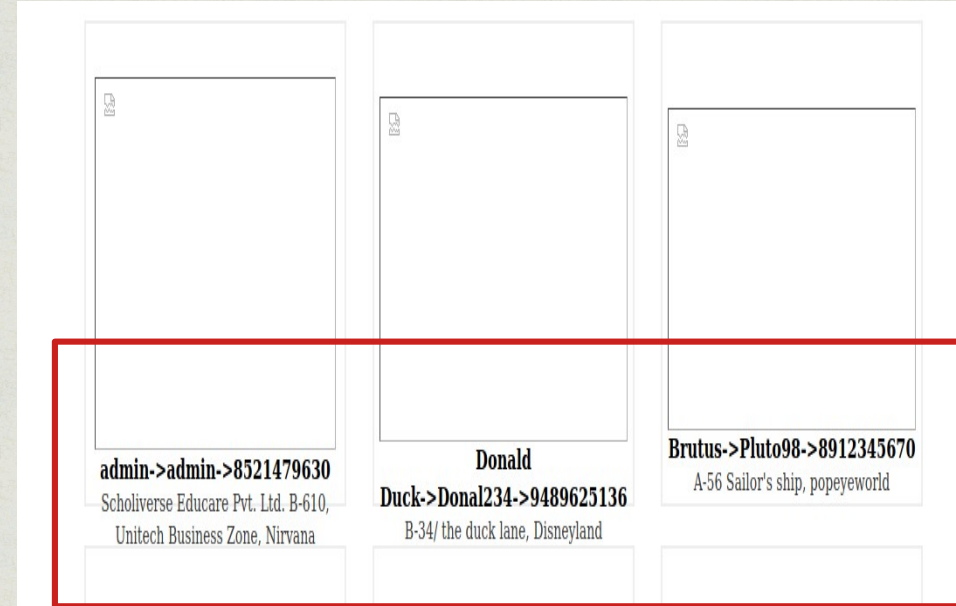 admin->admin->8521479630
Scholiverse Educare Pvt. Ltd. B-610,
Unitech Business Zone, Nirvana
Donald
Duck->Donal234->9489625136
B-34/ the duck lane, Disneyland
Brutus->Pluto98->8912345670
A-56 Sailor's ship, popeyeworld